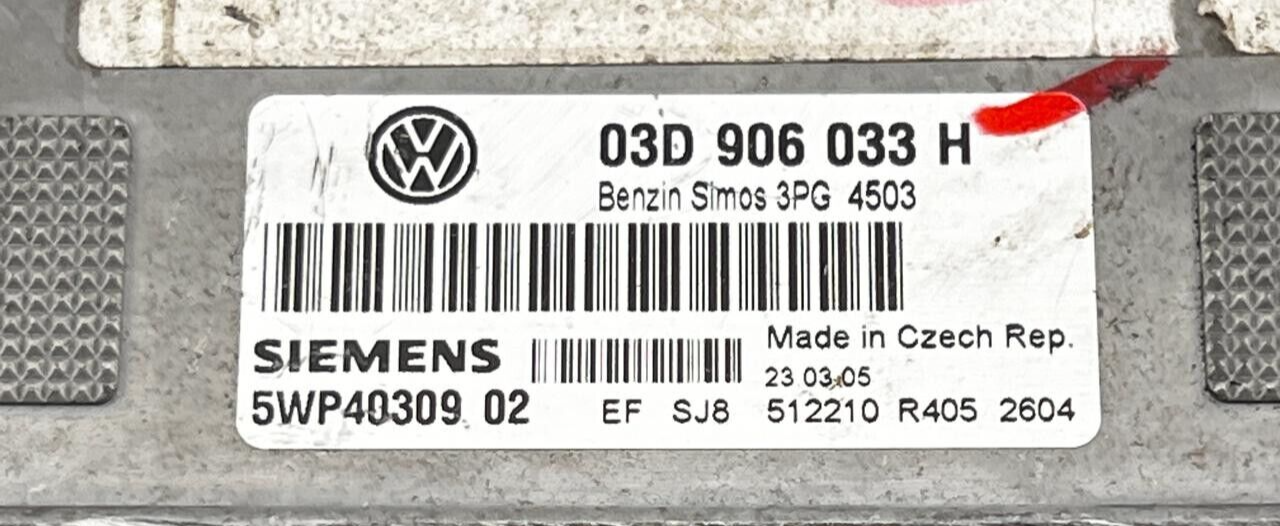 03D 906 033 H
Benzin Simos 3PG 4503
SIEMENS
Made in Czech Rep.
23 03.05
5WP40309 02
EF SJ8 512210 R405 2604